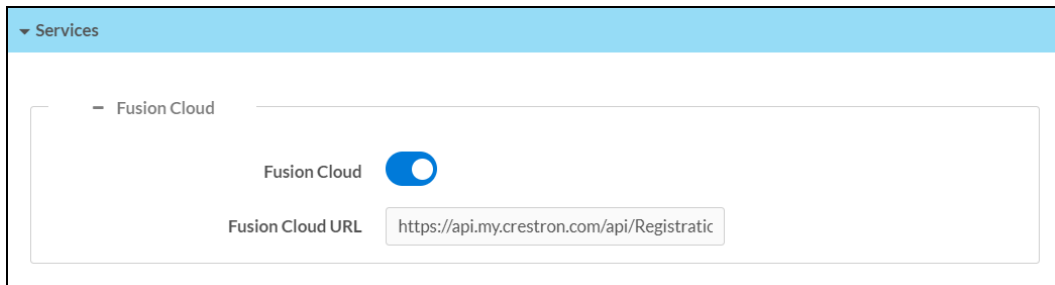 Services
Fusion Cloud
Fusion Cloud
Fusion Cloud URL https://api.my.crestron.com/api/Registratic